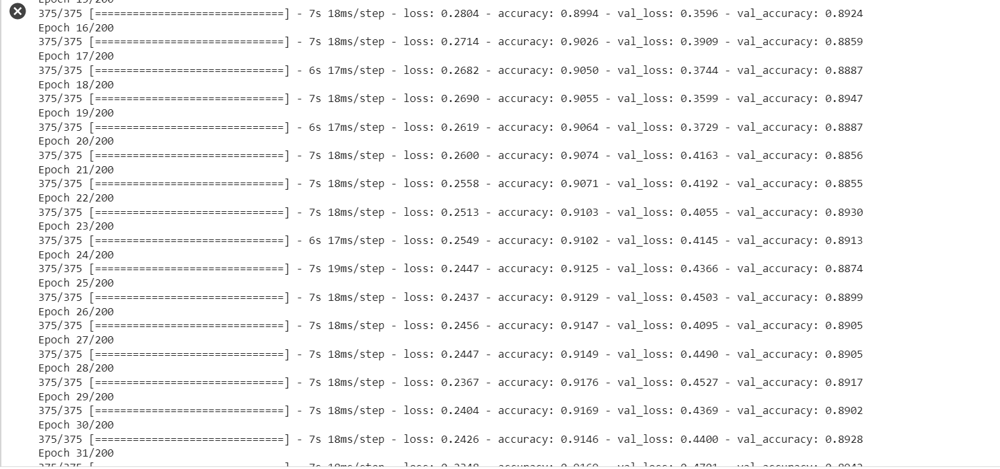 Epoch 15/200
375/375 [==============================] - 7s 18ms/step - loss: 0.2804 - accuracy: 0.8994 - val_loss: 0.3596 - val_accuracy: 0.8924
Epoch 16/200
375/375 [==============================] - 7s 18ms/step - loss: 0.2714 - accuracy: 0.9026 - val_loss: 0.3909 - val_accuracy: 0.8859
Epoch 17/200
375/375 [==============================] - 6s 17ms/step - loss: 0.2682 - accuracy: 0.9050 - val_loss: 0.3744 - val_accuracy: 0.8887
Epoch 18/200
375/375 [==============================] - 7s 18ms/step - loss: 0.2690 - accuracy: 0.9055 - val_loss: 0.3599 - val_accuracy: 0.8947
Epoch 19/200
375/375 [==============================] - 6s 17ms/step - loss: 0.2619 - accuracy: 0.9064 - val_loss: 0.3729 - val_accuracy: 0.8887
Epoch 20/200
375/375 [==============================] - 7s 18ms/step - loss: 0.2600 - accuracy: 0.9074 - val_loss: 0.4163 - val_accuracy: 0.8856
Epoch 21/200
375/375 [==============================] - 7s 18ms/step - loss: 0.2558 - accuracy: 0.9071 - val_loss: 0.4192 - val_accuracy: 0.8855
Epoch 22/200
375/375 [==============================] - 7s 18ms/step - loss: 0.2513 - accuracy: 0.9103 - val_loss: 0.4055 - val_accuracy: 0.8930
Epoch 23/200
375/375 [==============================] - 6s 17ms/step - loss: 0.2549 - accuracy: 0.9102 - val_loss: 0.4145 - val_accuracy: 0.8913
Epoch 24/200
375/375 [==============================] - 7s 19ms/step - loss: 0.2447 - accuracy: 0.9125 - val_loss: 0.4366 - val_accuracy: 0.8874
Epoch 25/200
375/375 [==============================] - 7s 18ms/step - loss: 0.2437 - accuracy: 0.9129 - val_loss: 0.4503 - val_accuracy: 0.8899
Epoch 26/200
375/375 [==============================] - 7s 18ms/step - loss: 0.2456 - accuracy: 0.9147 - val_loss: 0.4095 - val_accuracy: 0.8905
Epoch 27/200
375/375 [==============================] - 7s 18ms/step - loss: 0.2447 - accuracy: 0.9149 - val_loss: 0.4490 - val_accuracy: 0.8905
Epoch 28/200
375/375 [==============================] - 7s 18ms/step - loss: 0.2367 - accuracy: 0.9176 - val_loss: 0.4527 - val_accuracy: 0.8917
Epoch 29/200
375/375 [==============================] - 7s 18ms/step - loss: 0.2404 - accuracy: 0.9169 - val_loss: 0.4369 - val_accuracy: 0.8902
Epoch 30/200
375/375 [==============================] - 7s 18ms/step - loss: 0.2426 - accuracy: 0.9146 - val_loss: 0.4400 - val_accuracy: 0.8928
Epoch 31/200